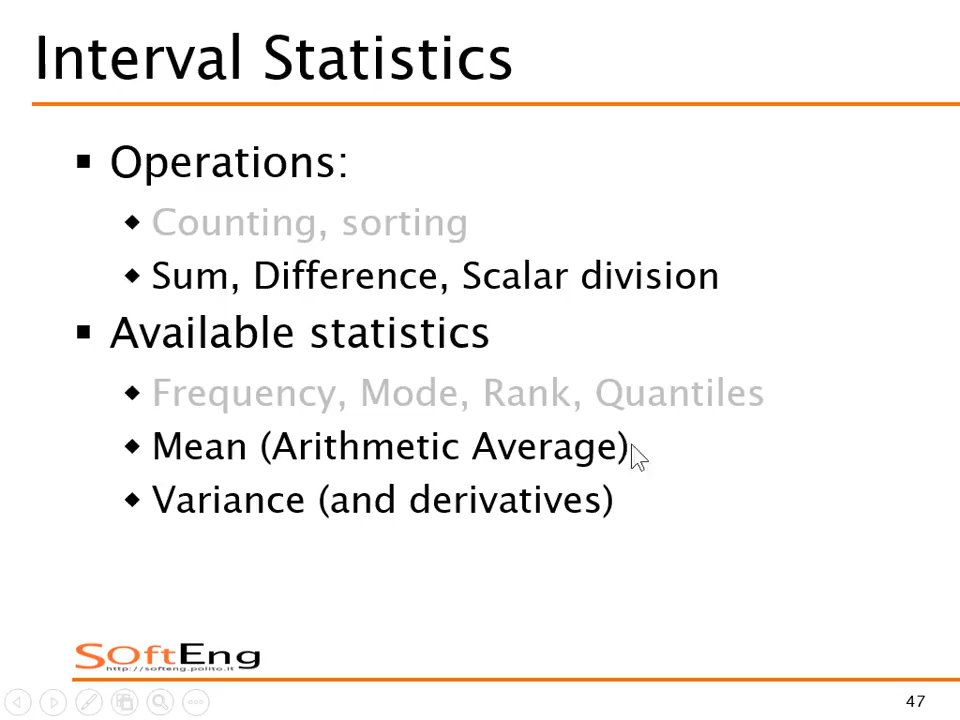 Interval Statistics
Operations:
Counting, sorting
Sum, Difference, Scalar division
Available statistics
Frequency, Mode, Rank, Quantiles
Mean (Arithmetic Average)
Variance (and derivatives)
SoftEng
http://softeng.polito.it
47